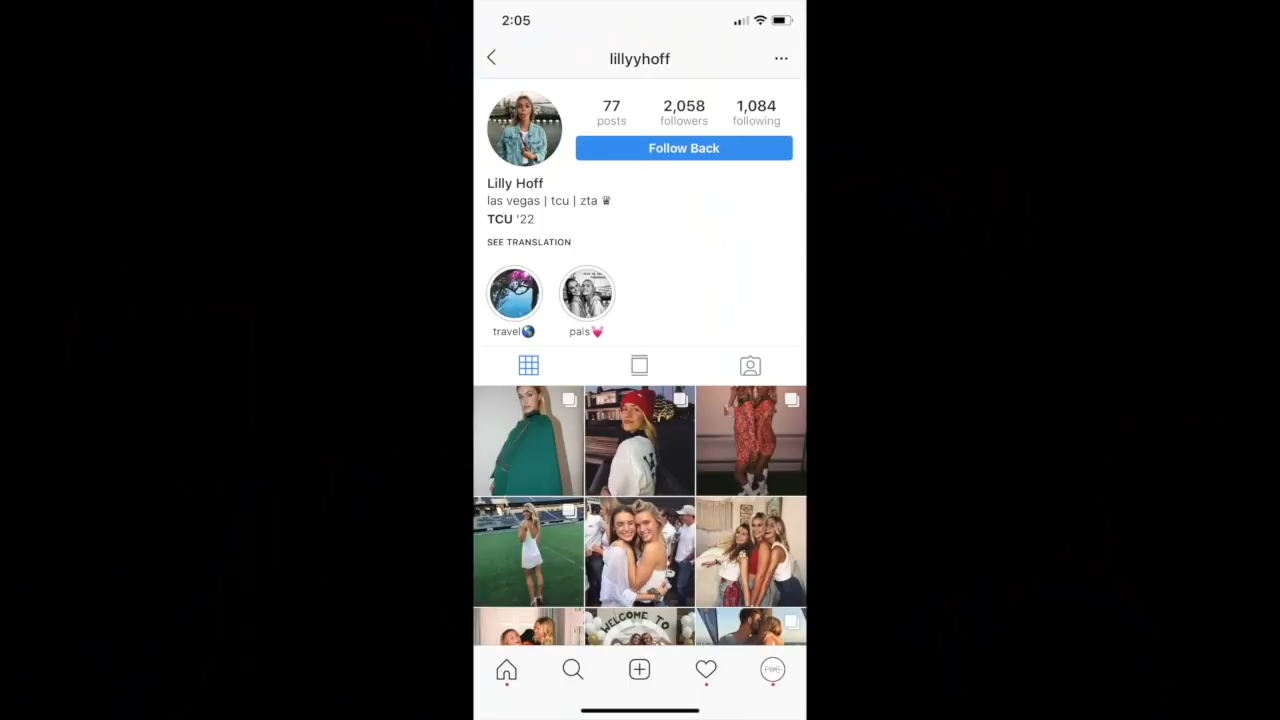 2:05
lillyyhoff
77
2,058
1,084
posts
followers
following
Follow Back
Lilly Hoff
las vegas | tcu | zta ♛
TCU '22
SEE TRANSLATION
travel🌎
pals💓
WELCOME TO